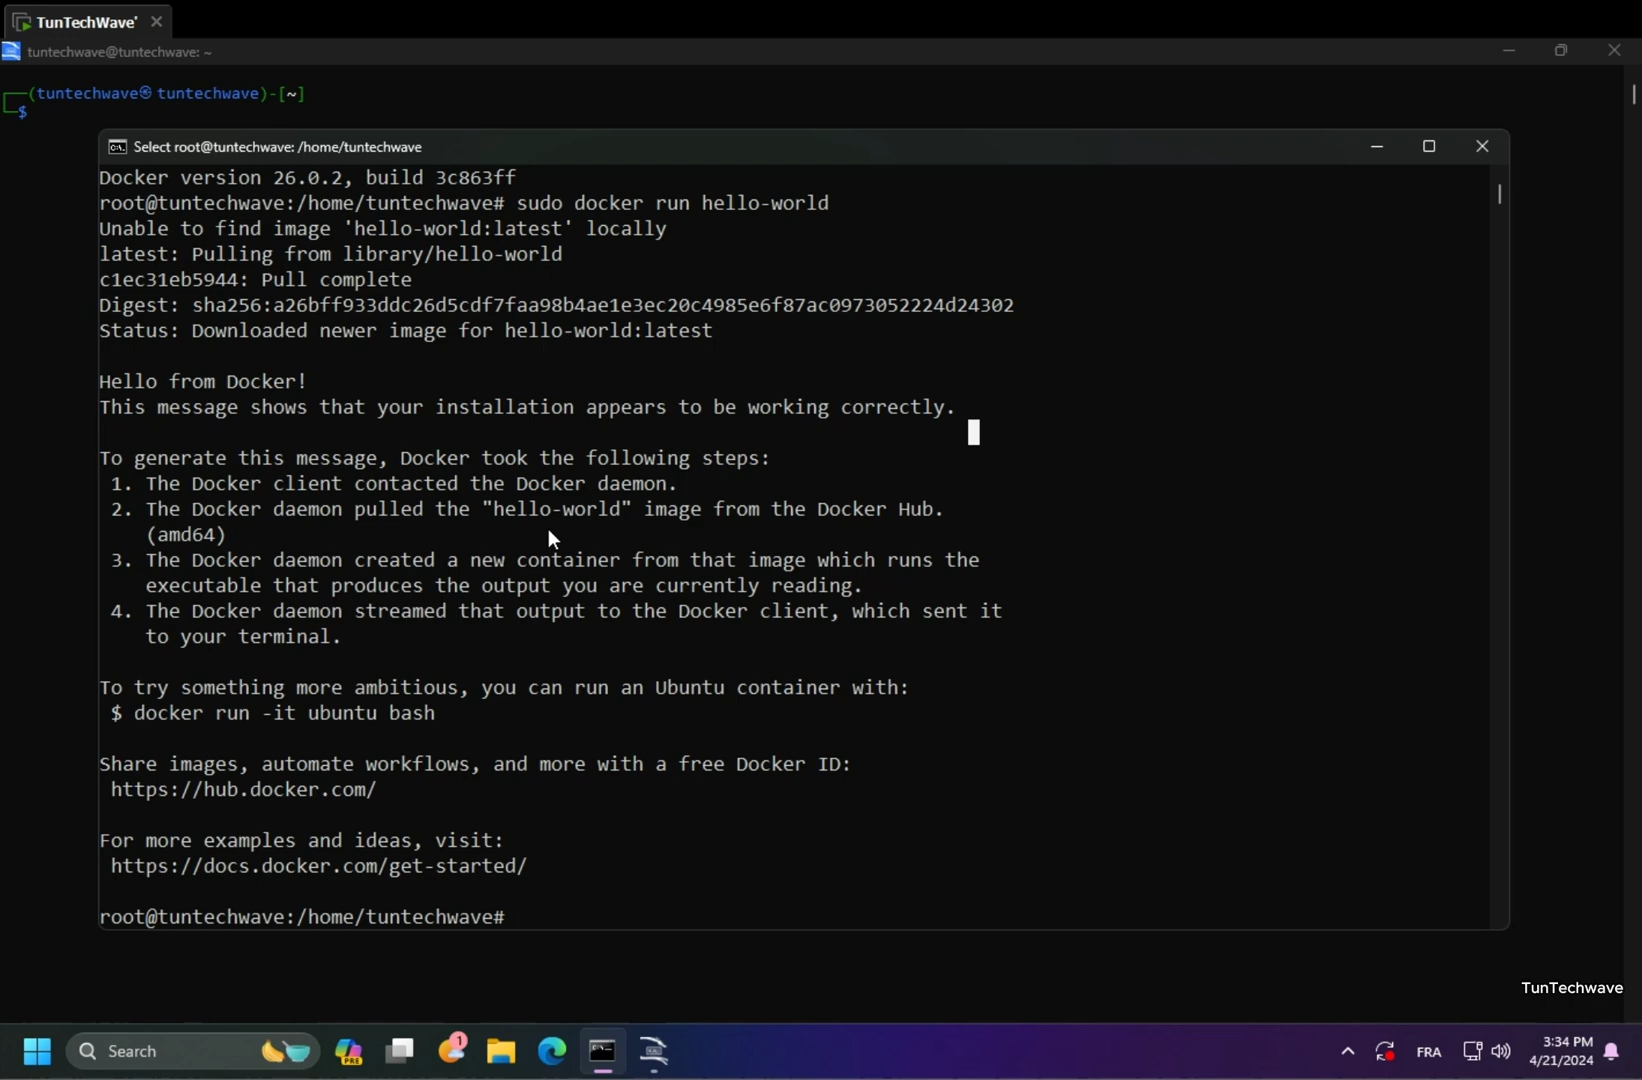 TunTechWave'
tuntechwave@tuntechwave: ~
(tuntechwave㉿tuntechwave)-[~]
$
Select root@tuntechwave: /home/tuntechwave
Docker version 26.0.2, build 3c863ff
root@tuntechwave:/home/tuntechwave# sudo docker run hello-world
Unable to find image 'hello-world:latest' locally
latest: Pulling from library/hello-world
c1ec31eb5944: Pull complete
Digest: sha256:a26bff933ddc26d5cdf7faa98b4ae1e3ec20c4985e6f87ac0973052224d24302
Status: Downloaded newer image for hello-world:latest
Hello from Docker!
This message shows that your installation appears to be working correctly.
To generate this message, Docker took the following steps:
1. The Docker client contacted the Docker daemon.
2. The Docker daemon pulled the "hello-world" image from the Docker Hub.
(amd64)
3. The Docker daemon created a new container from that image which runs the
executable that produces the output you are currently reading.
4. The Docker daemon streamed that output to the Docker client, which sent it
to your terminal.
To try something more ambitious, you can run an Ubuntu container with:
$ docker run -it ubuntu bash
Share images, automate workflows, and more with a free Docker ID:
https://hub.docker.com/
For more examples and ideas, visit:
https://docs.docker.com/get-started/
root@tuntechwave:/home/tuntechwave#
TunTechwave
Search
PRE
1
FRA
3:34 PM
4/21/2024